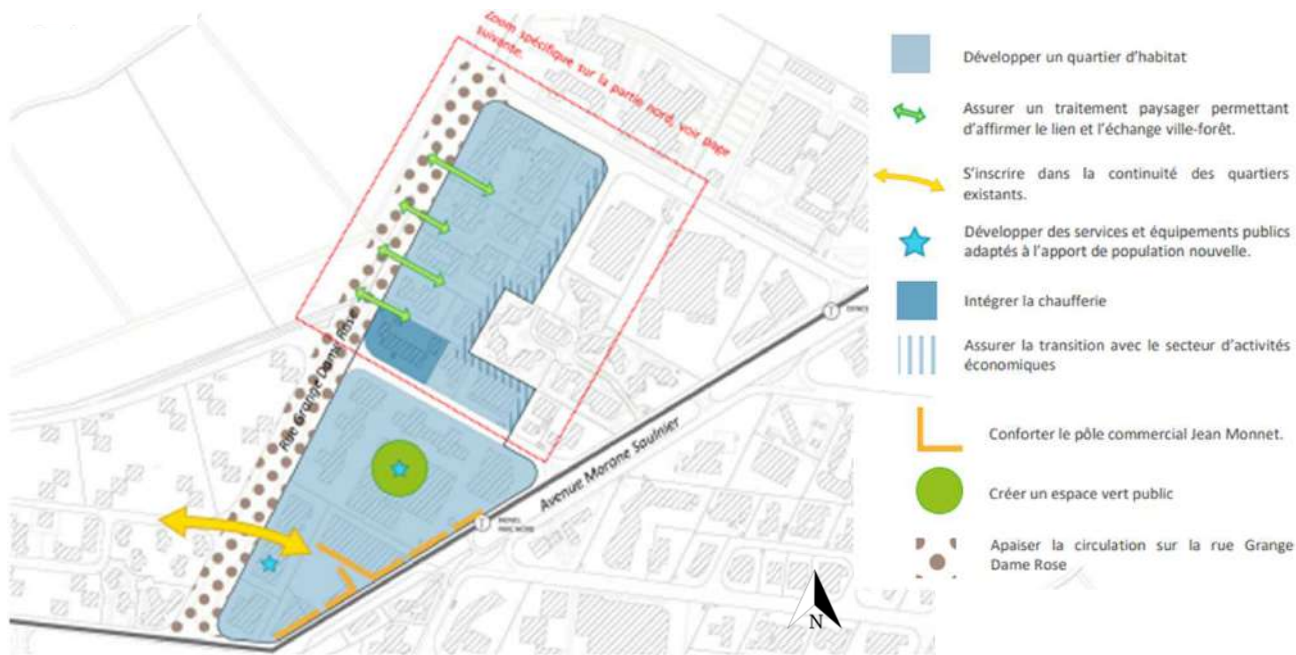 Zoom spécifique sur la partie nord, voir page
suivante.
Rue Grange Dame Rose
Avenue Morane Saulnier
T
T
N
Développer un quartier d'habitat
Assurer un traitement paysager permettant
d'affirmer le lien et l'échange ville-forêt.
S'inscrire dans la continuité des quartiers
existants.
Développer des services et équipements publics
adaptés à l'apport de population nouvelle.
Intégrer la chaufferie
Assurer la transition avec le secteur d'activités
économiques
Conforter le pôle commercial Jean Monnet.
Créer un espace vert public
Apaiser la circulation sur la rue Grange
Dame Rose